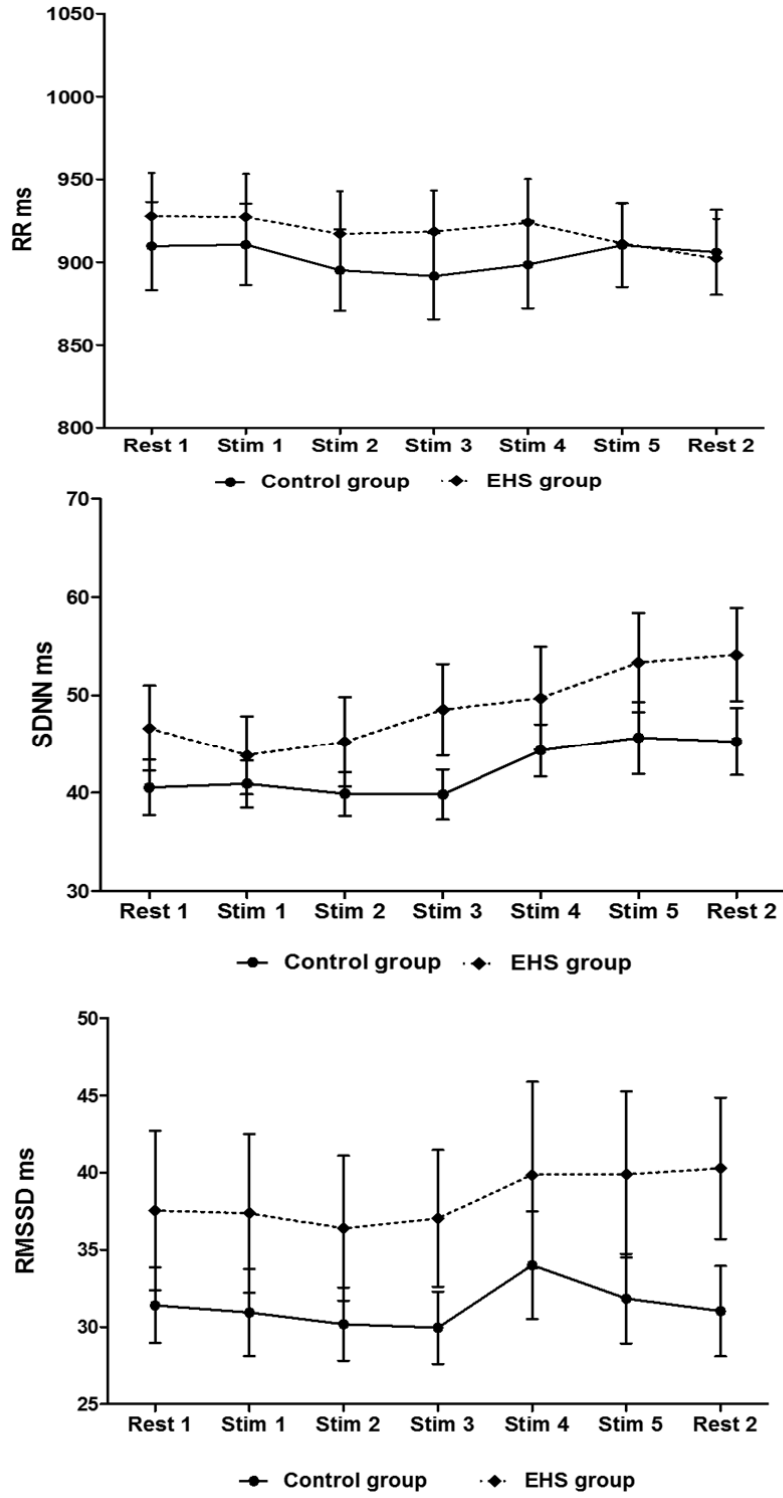 1050
1000
950
900
850
800
RR ms
Rest 1 Stim 1 Stim 2 Stim 3 Stim 4 Stim 5 Rest 2
Control group EHS group
70
60
50
40
30
SDNN ms
Rest 1 Stim 1 Stim 2 Stim 3 Stim 4 Stim 5 Rest 2
Control group EHS group
50
45
40
35
30
25
RMSSD ms
Rest 1 Stim 1 Stim 2 Stim 3 Stim 4 Stim 5 Rest 2
Control group EHS group